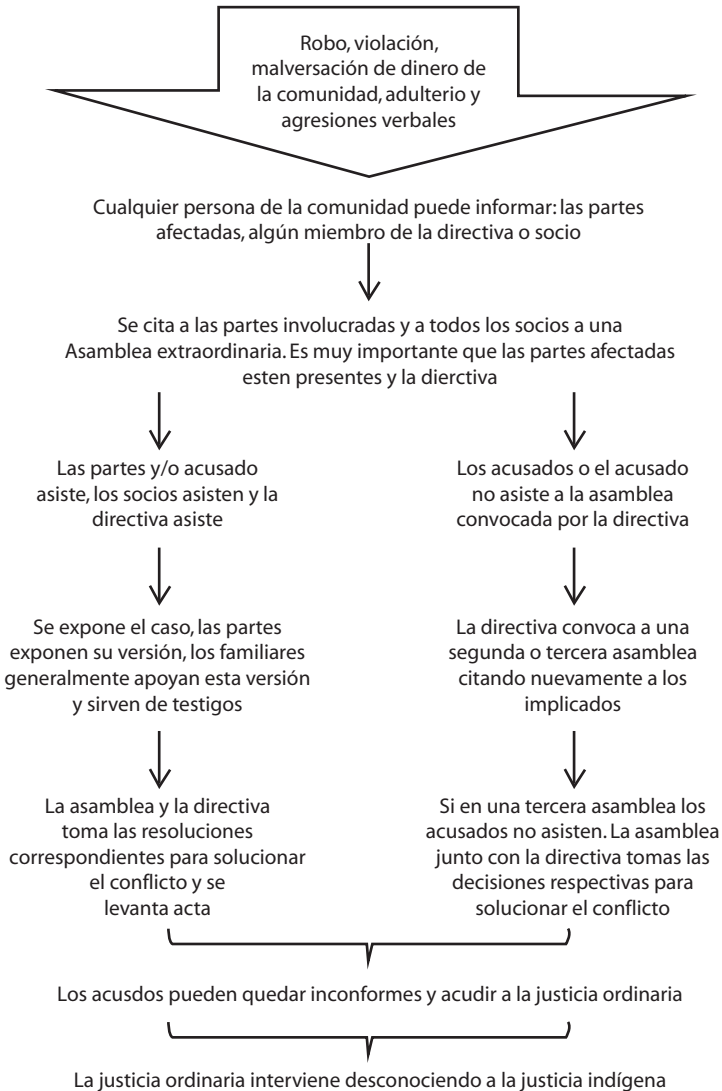 Robo, violación,
malversación de dinero de
la comunidad, adulterio y
agresiones verbales
Cualquier persona de la comunidad puede informar: las partes
afectadas, algún miembro de la directiva o socio
Se cita a las partes involucradas y a todos los socios a una
Asamblea extraordinaria. Es muy importante que las partes afectadas
esten presentes y la dierctiva
Las partes y/o acusado
asiste, los socios asisten y la
directiva asiste
Los acusados o el acusado
no asiste a la asamblea
convocada por la directiva
Se expone el caso, las partes
exponen su versión, los familiares
generalmente apoyan esta versión
y sirven de testigos
La directiva convoca a una
segunda o tercera asamblea
citando nuevamente a los
implicados
La asamblea y la directiva
toma las resoluciones
correspondientes para solucionar
el conflicto y se
levanta acta
Si en una tercera asamblea los
acusados no asisten. La asamblea
junto con la directiva tomas las
decisiones respectivas para
solucionar el conflicto
Los acusdos pueden quedar inconformes y acudir a la justicia ordinaria
La justicia ordinaria interviene desconociendo a la justicia indígena